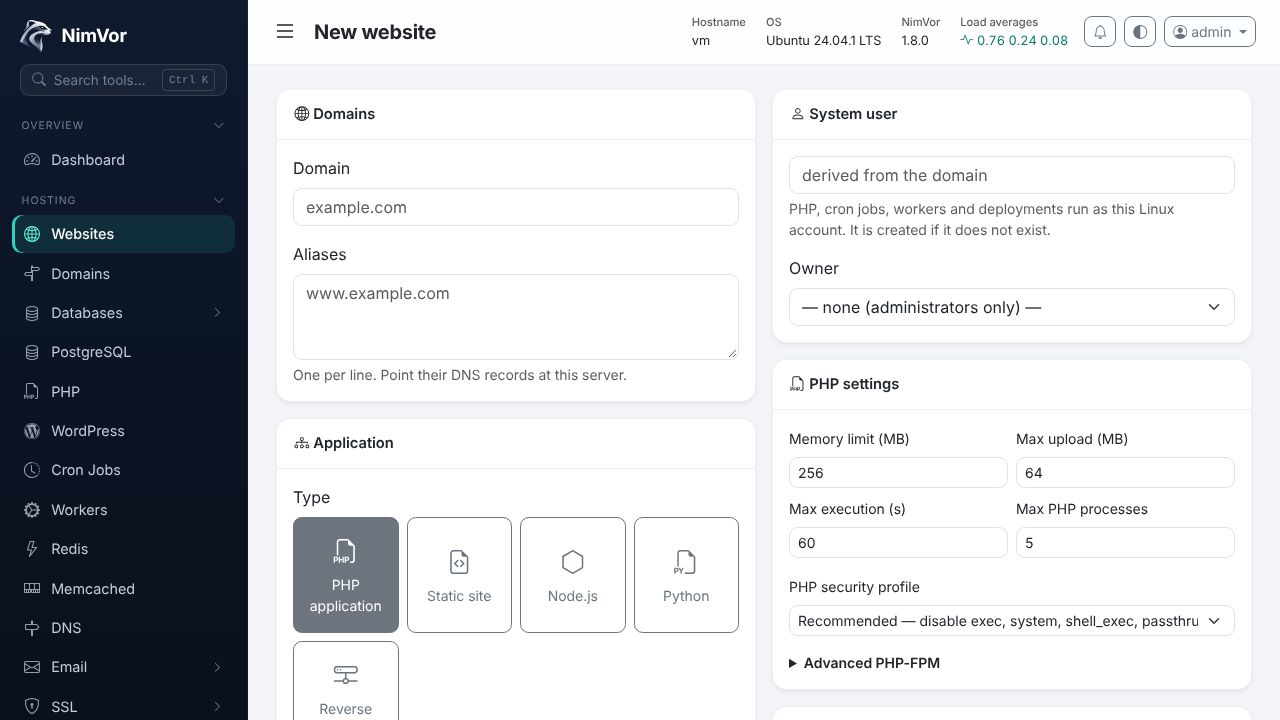 NimVor
Search tools...
Ctrl K
OVERVIEW
Dashboard
HOSTING
Websites
Domains
Databases
PostgreSQL
PHP
WordPress
Cron Jobs
Workers
Redis
Memcached
DNS
Email
SSL
New website
Hostname
vm
OS
Ubuntu 24.04.1 LTS
NimVor
1.8.0
Load averages
0.76 0.24 0.08
admin
Domains
Domain
example.com
Aliases
www.example.com
One per line. Point their DNS records at this server.
Application
Type
PHP
PHP
application
Static site
Node.js
PY
Python
Reverse
System user
derived from the domain
PHP, cron jobs, workers and deployments run as this Linux
account. It is created if it does not exist.
Owner
— none (administrators only) —
PHP settings
Memory limit (MB)
Max upload (MB)
256
64
Max execution (s)
Max PHP processes
60
5
PHP security profile
Recommended — disable exec, system, shell_exec, passthru
Advanced PHP-FPM